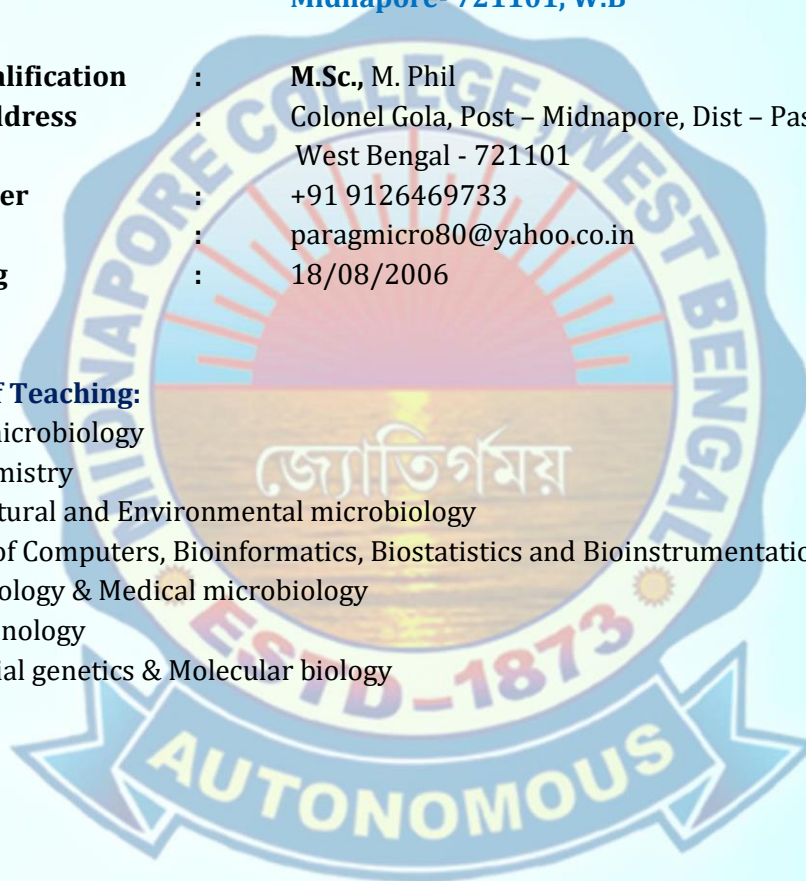 Midnapore- 721101, W.B
alification : M.Sc., M. Phil
ddress : Colonel Gola, Post – Midnapore, Dist – Pas
West Bengal - 721101
er : +91 9126469733
: paragmicro80@yahoo.co.in
g : 18/08/2006
f Teaching:
nicrobiology
mistry
tural and Environmental microbiology
of Computers, Bioinformatics, Biostatistics and Bioinstrumentatio
ology & Medical microbiology
nology
ial genetics & Molecular biology
MIDNAPORE COLLEGE, WEST BENGAL
জ্যোতির্গময়
ESTD-1873
AUTONOMOUS